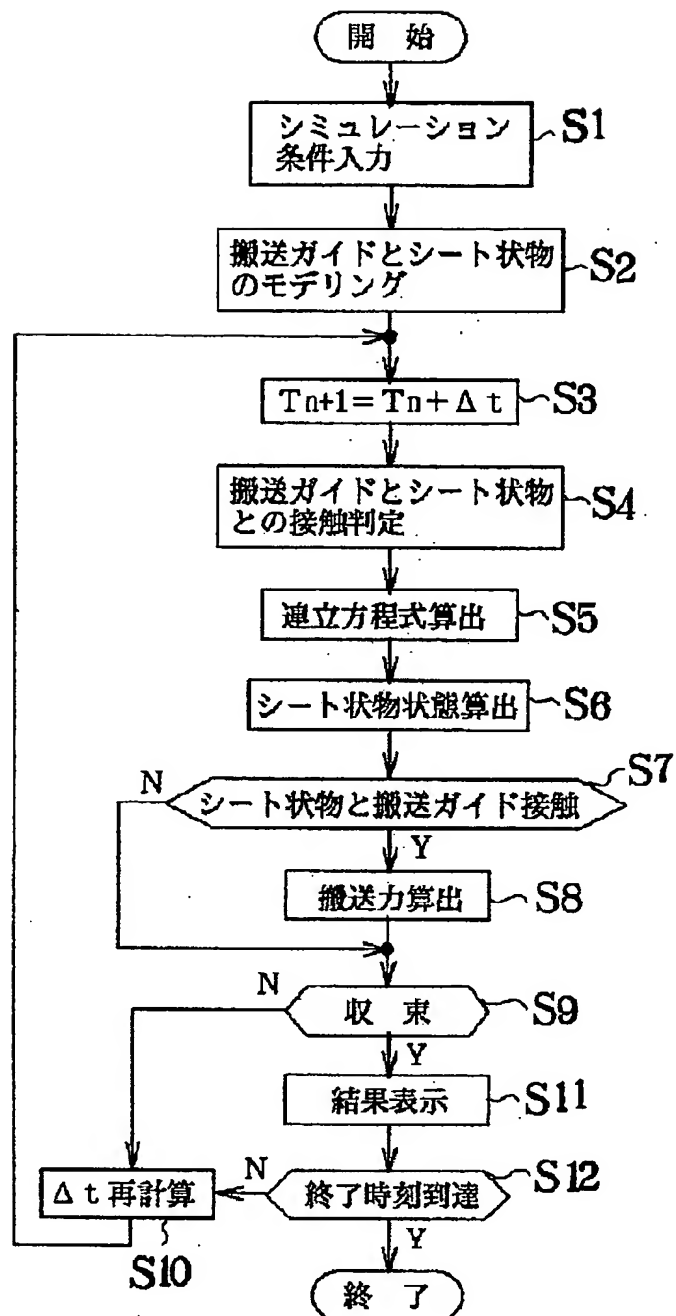 開 始
シミュレーション
条件入力
S1
搬送ガイドとシート状物
のモデリング
S2
Tn+1=Tn+Δt
S3
搬送ガイドとシート状物
との接触判定
S4
連立方程式算出
S5
シート状物状態算出
S6
S7
N
シート状物と搬送ガイド接触
Y
搬送力算出
S8
N
収 束
S9
Y
結果表示
S11
Δt再計算
N
終了時刻到達
S12
S10
Y
終 了